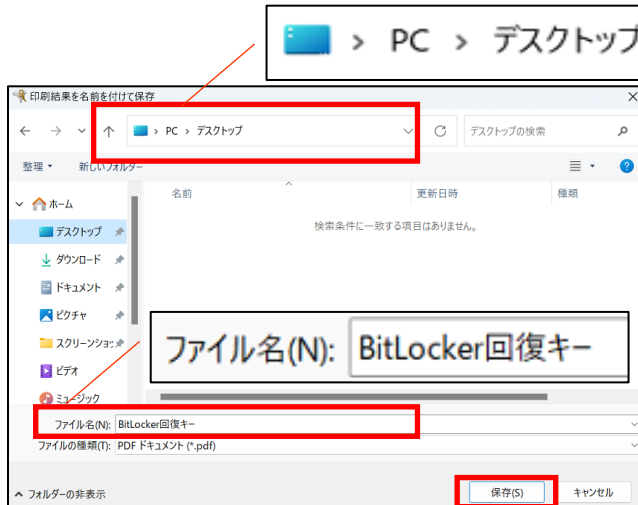 PC > デスクトップ
印刷結果を名前を付けて保存
PC > デスクトップ
デスクトップの検索
整理
新しいフォルダー
名前
更新日時
種類
ホーム
検索条件に一致する項目はありません。
デスクトップ
ダウンロード
ドキュメント
ピクチャ
スクリーンショ
ビデオ
ミュージック
ファイル名(N): BitLocker回復キー
ファイル名(N): BitLocker回復キー
ファイルの種類(T): PDF ドキュメント (*.pdf)
フォルダーの非表示
保存(S)
キャンセル